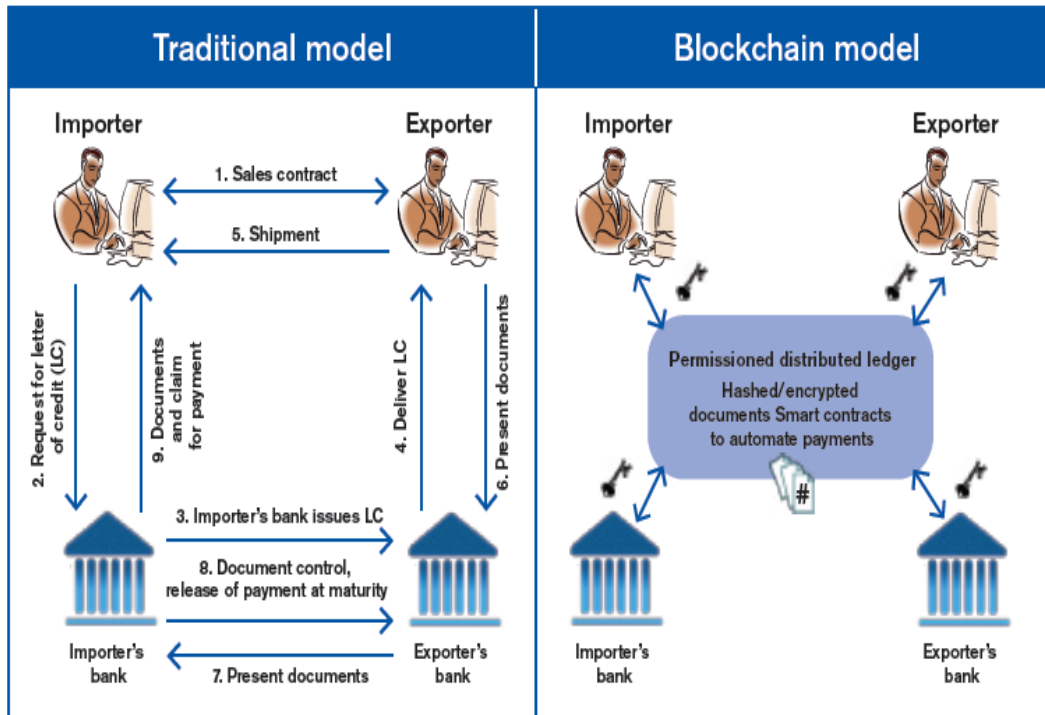 Traditional model
Blockchain model
Importer
Exporter
1. Sales contract
5. Shipment
2. Request for letter
of credit (LC)
9. Documents
and claim
for payment
4. Deliver LC
6. Present documents
3. Importer's bank issues LC
8. Document control,
release of payment at maturity
7. Present documents
Importer's
bank
Exporter's
bank
Importer
Exporter
Permissioned distributed ledger
Hashed/encrypted
documents Smart contracts
to automate payments
#
Importer's
bank
Exporter's
bank